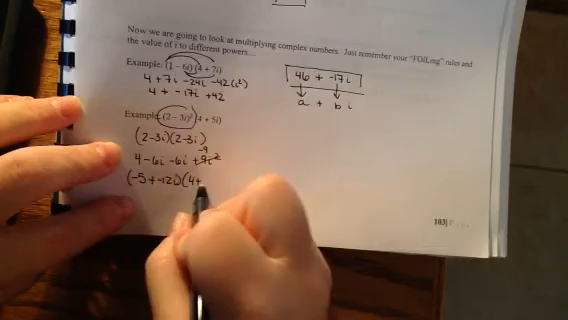 Now we are going to look at multiplying complex numbers. Just remember your "FOILing" rules and
the value of i to different powers...
Example: (1 – 6i)(4 + 7i)
4 + 7i - 24i - 42(i²)
4 + -17i + 42
46 + -17i
a + bi
Example: (2 – 3i)²(4 + 5i)
(2-3i)(2-3i)
-9
4 - 6i - 6i + 9i²
(-5 + -12i)(4+
183